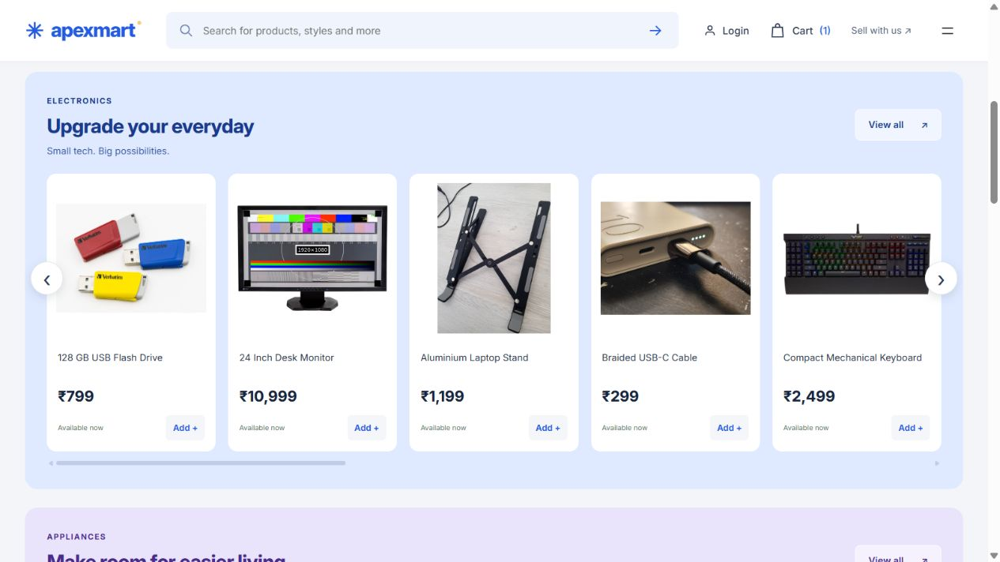 apexmart
Search for products, styles and more
Login
Cart (1)
Sell with us ↗
ELECTRONICS
Upgrade your everyday
Small tech. Big possibilities.
View all ↗
Verbatim
Verbatim
Verbatim
1920×1080
128 GB USB Flash Drive
₹799
Available now
Add +
24 Inch Desk Monitor
₹10,999
Available now
Add +
Aluminium Laptop Stand
₹1,199
Available now
Add +
Braided USB-C Cable
₹299
Available now
Add +
Compact Mechanical Keyboard
₹2,499
Available now
Add +
APPLIANCES
Make room for easier living
View all ↗